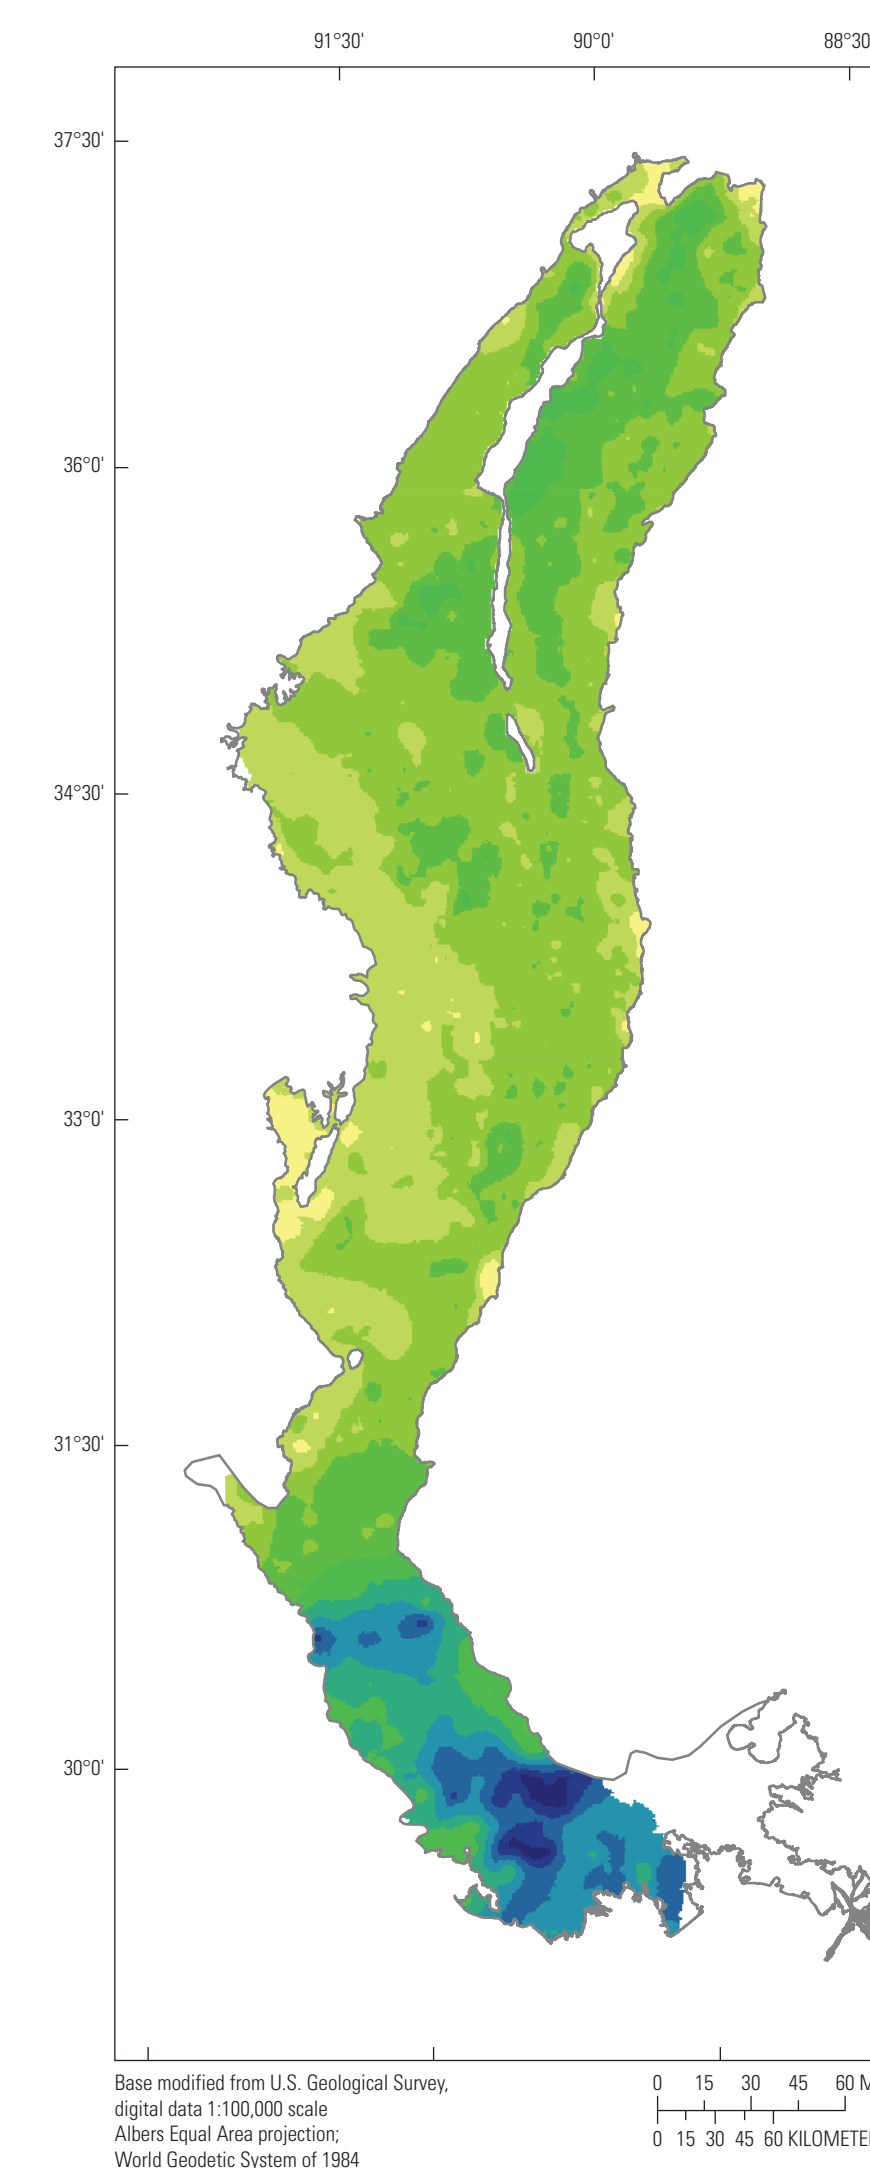 91°30' 90°0' 88°30
37°30'
36°0'
34°30'
33°0'
31°30'
30°0'
Base modified from U.S. Geological Survey,
digital data 1:100,000 scale
Albers Equal Area projection;
World Geodetic System of 1984
0 15 30 45 60 M
0 15 30 45 60 KILOMETE